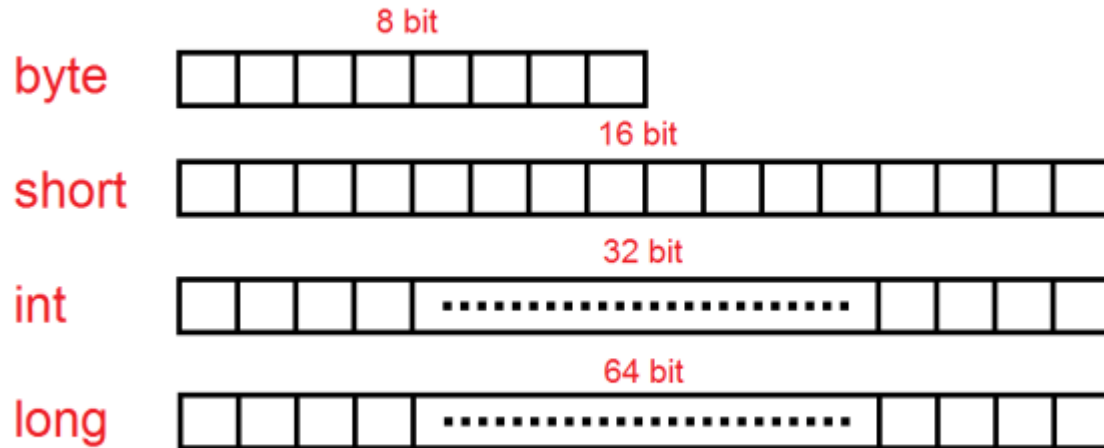 8 bit
byte
16 bit
short
32 bit
int
64 bit
long